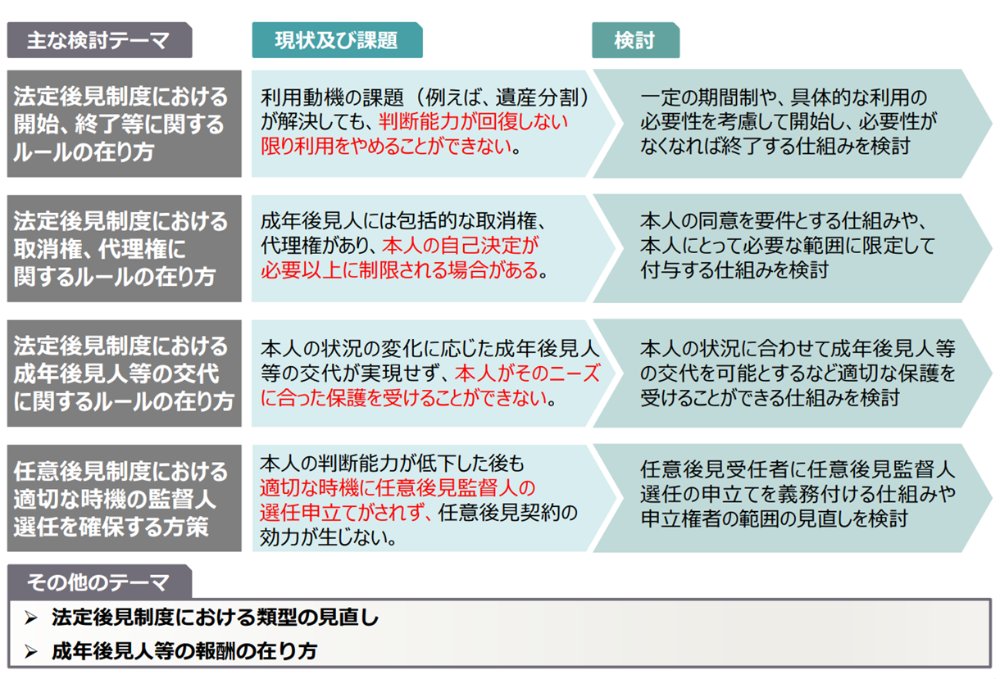 主な検討テーマ
現状及び課題
検討
法定後見制度における
開始、終了等に関する
ルールの在り方
利用動機の課題（例えば、遺産分割）
が解決しても、判断能力が回復しない
限り利用をやめることができない。
一定の期間制や、具体的な利用の
必要性を考慮して開始し、必要性が
なくなれば終了する仕組みを検討
法定後見制度における
取消権、代理権に
関するルールの在り方
成年後見人には包括的な取消権、
代理権があり、本人の自己決定が
必要以上に制限される場合がある。
本人の同意を要件とする仕組みや、
本人にとって必要な範囲に限定して
付与する仕組みを検討
法定後見制度における
成年後見人等の交代
に関するルールの在り方
本人の状況の変化に応じた成年後見人
等の交代が実現せず、本人がそのニーズ
に合った保護を受けることができない。
本人の状況に合わせて成年後見人等
の交代を可能とするなど適切な保護を
受けることができる仕組みを検討
任意後見制度における
適切な時機の監督人
選任を確保する方策
本人の判断能力が低下した後も
適切な時機に任意後見監督人の
選任申立てがされず、任意後見契約の
効力が生じない。
任意後見受任者に任意後見監督人
選任の申立てを義務付ける仕組みや
申立権者の範囲の見直しを検討
その他のテーマ
➢ 法定後見制度における類型の見直し
➢ 成年後見人等の報酬の在り方